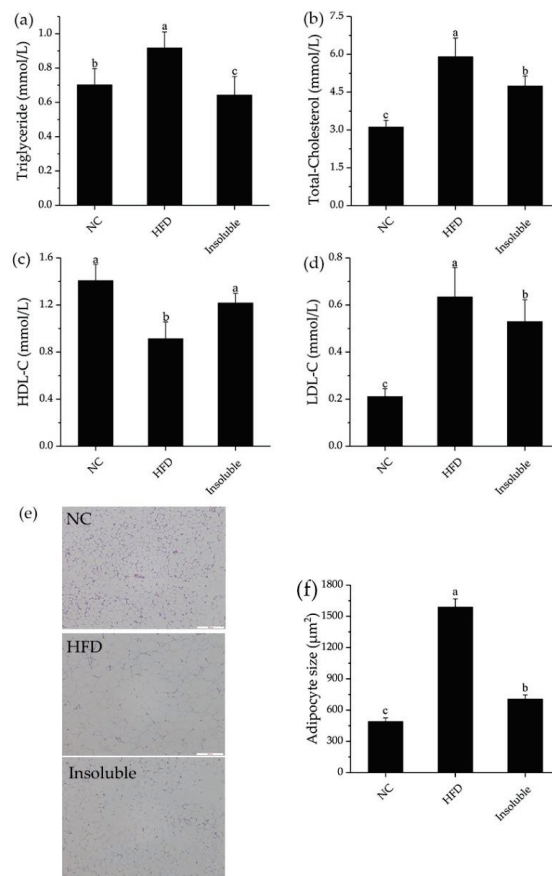 (a)
Triglyceride (mmol/L)
1.0
0.8
0.6
0.4
0.2
0.0
b
a
c
NC
HFD
Insoluble
(b)
Total-Cholesterol (mmol/L)
7.5
6.0
4.5
3.0
1.5
0.0
c
a
b
NC
HFD
Insoluble
(c)
HDL-C (mmol/L)
1.6
1.2
0.8
0.4
0.0
a
b
a
NC
HFD
Insoluble
(d)
LDL-C (mmol/L)
0.8
0.6
0.4
0.2
0.0
c
a
b
NC
HFD
Insoluble
(e)
NC
HFD
Insoluble
(f)
Adipocyte size (μm²)
1800
1500
1200
900
600
300
0
c
a
b
NC
HFD
Insoluble